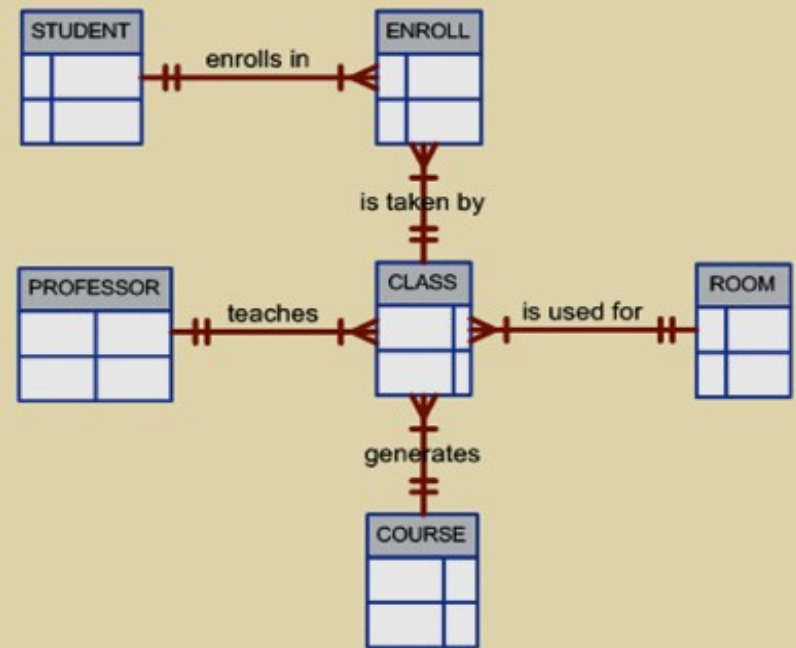 STUDENT
enrolls in
ENROLL
is taken by
PROFESSOR
teaches
CLASS
is used for
ROOM
generates
COURSE